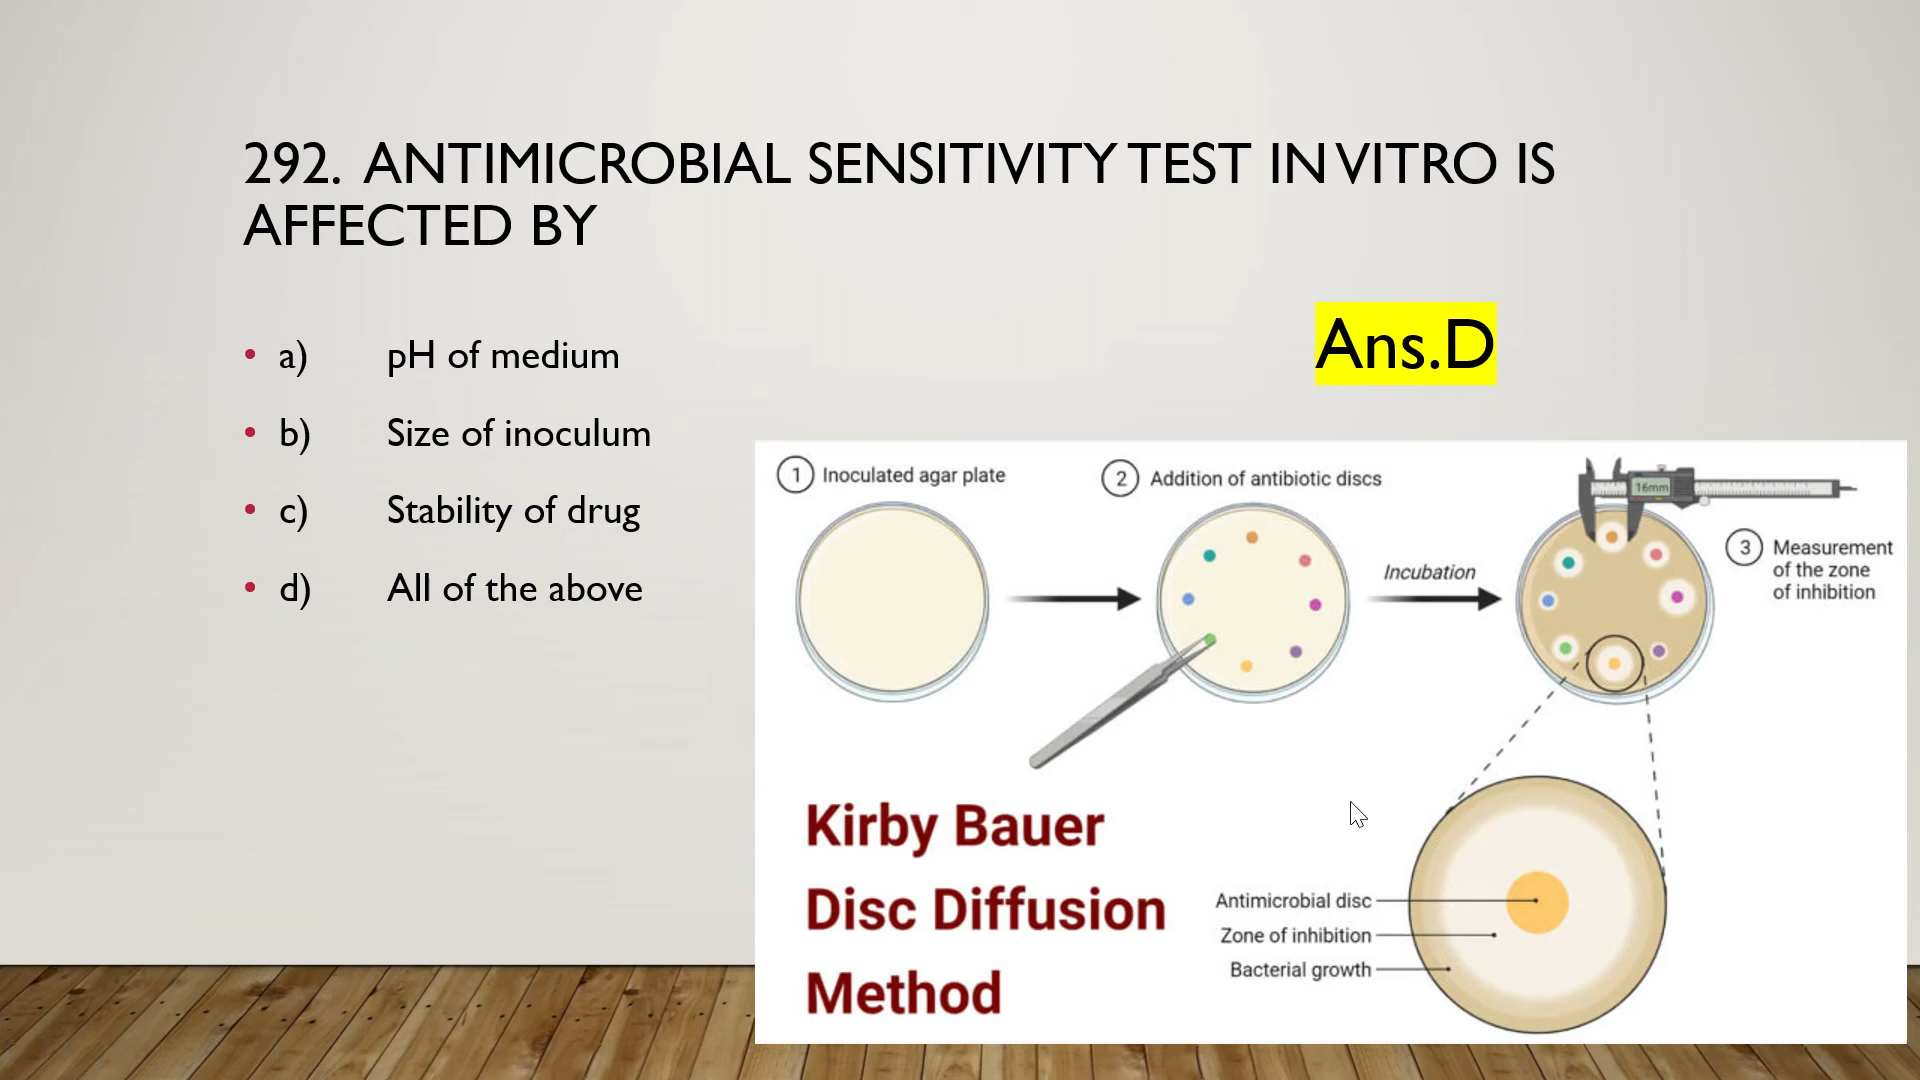 292. ANTIMICROBIAL SENSITIVITY TEST IN VITRO IS
AFFECTED BY
Ans.D
• a) pH of medium
• b) Size of inoculum
• c) Stability of drug
• d) All of the above
1 Inoculated agar plate
2 Addition of antibiotic discs
16mm
Incubation
3 Measurement
of the zone
of inhibition
Kirby Bauer
Disc Diffusion
Method
Antimicrobial disc
Zone of inhibition
Bacterial growth